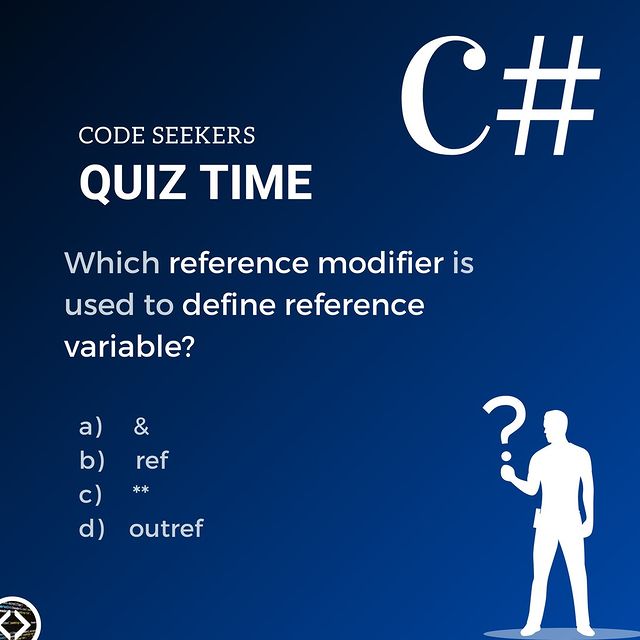 C#
CODE SEEKERS
QUIZ TIME
Which reference modifier is
used to define reference
variable?
a) &
b) ref
c) **
d) outref
?